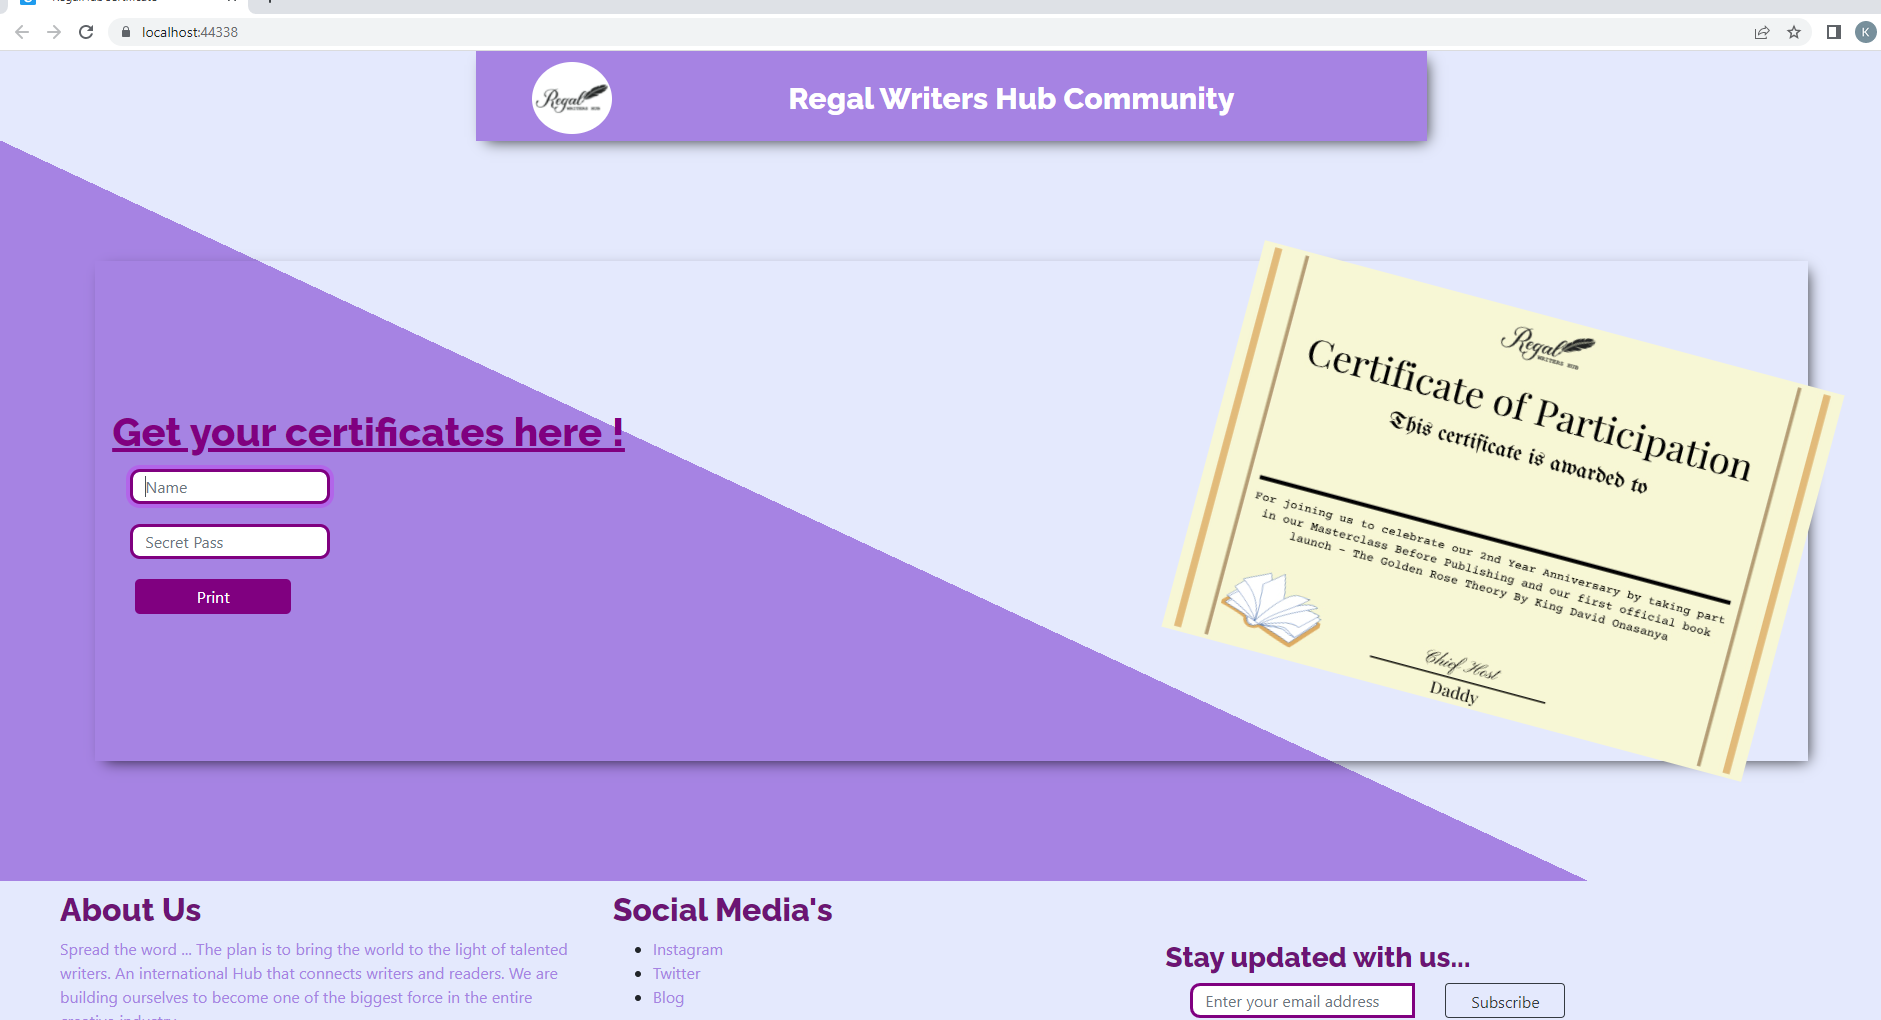 localhost:44338
K
Regal
WRITERS HUB
Regal Writers Hub Community
Regal
WRITERS HUB
Certificate of Participation
This certificate is awarded to
For joining us to celebrate our 2nd Year Anniversary by taking part
in our Masterclass Before Publishing and our first official book
launch - The Golden Rose Theory By King David Onasanya
Chief Host
Daddy
Get your certificates here !
Name
Secret Pass
Print
About Us
Spread the word ... The plan is to bring the world to the light of talented
writers. An international Hub that connects writers and readers. We are
building ourselves to become one of the biggest force in the entire
creative industry
Social Media's
Instagram
Twitter
Blog
Stay updated with us...
Enter your email address
Subscribe